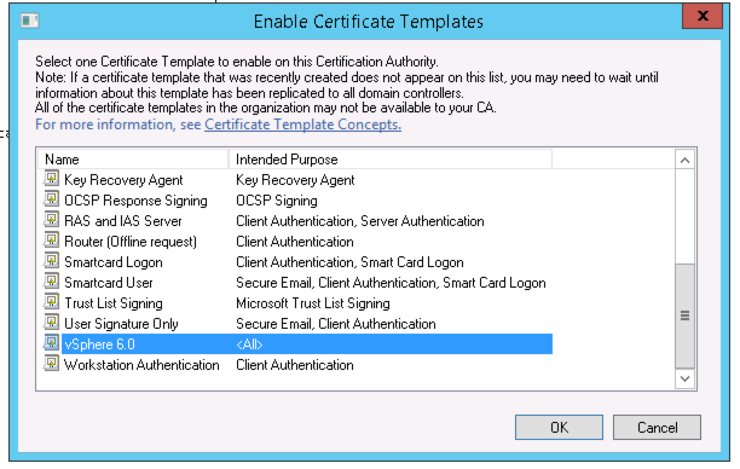 Enable Certificate Templates
x
Select one Certificate Template to enable on this Certification Authority.
Note: If a certificate template that was recently created does not appear on this list, you may need to wait until
information about this template has been replicated to all domain controllers.
All of the certificate templates in the organization may not be available to your CA.
For more information, see Certificate Template Concepts.
Name Intended Purpose
Key Recovery Agent Key Recovery Agent
OCSP Response Signing OCSP Signing
RAS and IAS Server Client Authentication, Server Authentication
Router (Offline request) Client Authentication
Smartcard Logon Client Authentication, Smart Card Logon
Smartcard User Secure Email, Client Authentication, Smart Card Logon
Trust List Signing Microsoft Trust List Signing
User Signature Only Secure Email, Client Authentication
vSphere 6.0 <All>
Workstation Authentication Client Authentication
OK Cancel